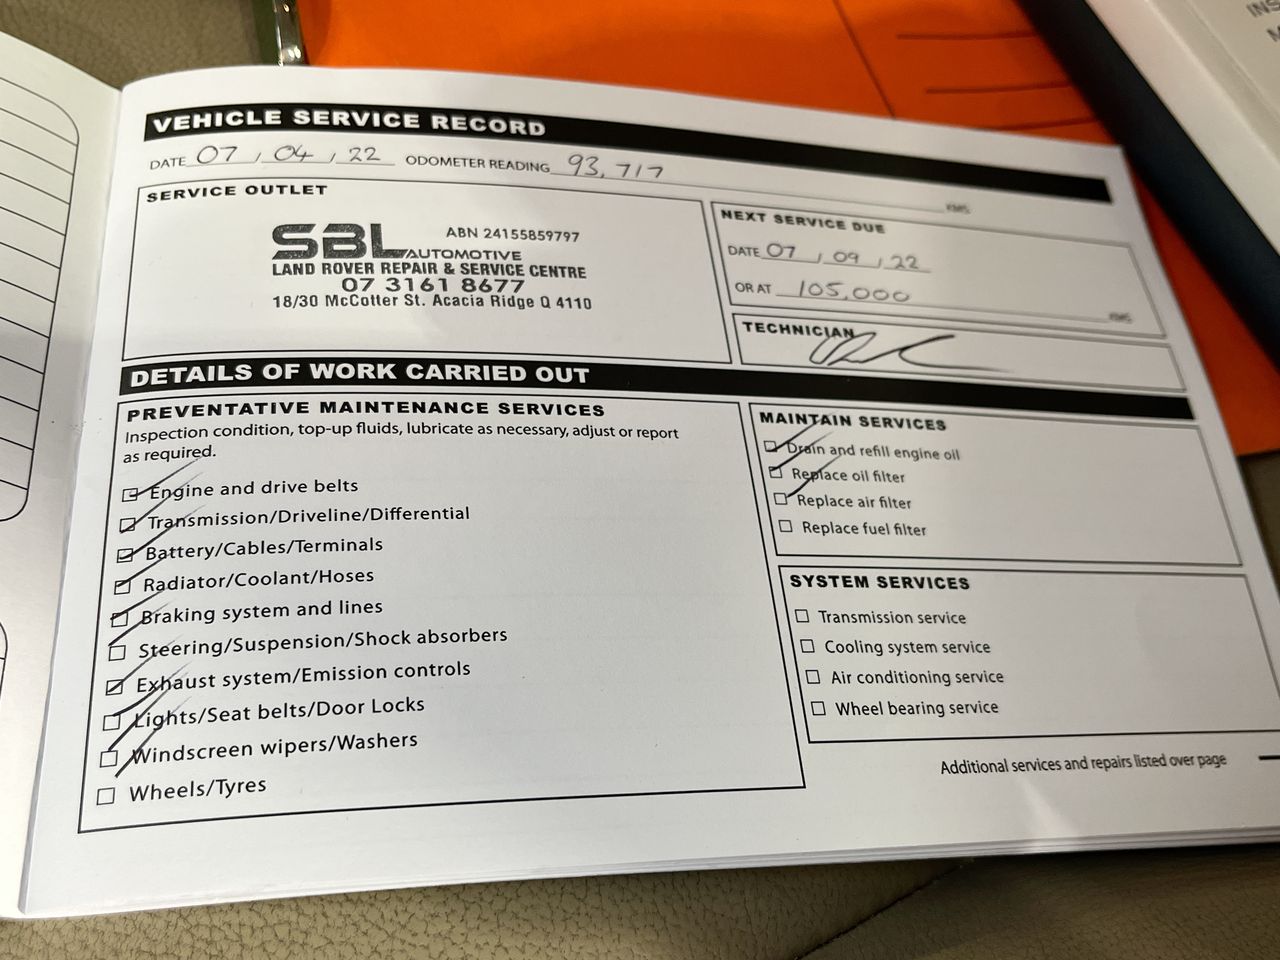 VEHICLE SERVICE RECORD
DATE 07 / 04 / 22 ODOMETER READING 93,717 KMS
SERVICE OUTLET
SBL AUTOMOTIVE ABN 24155859797
LAND ROVER REPAIR & SERVICE CENTRE
07 3161 8677
18/30 McCotter St. Acacia Ridge Q 4110
NEXT SERVICE DUE
DATE 07 / 09 / 22
OR AT 105,000 KMS
TECHNICIAN
DETAILS OF WORK CARRIED OUT
PREVENTATIVE MAINTENANCE SERVICES
Inspection condition, top-up fluids, lubricate as necessary, adjust or report
as required.
Engine and drive belts
Transmission/Driveline/Differential
Battery/Cables/Terminals
Radiator/Coolant/Hoses
Braking system and lines
Steering/Suspension/Shock absorbers
Exhaust system/Emission controls
Lights/Seat belts/Door Locks
Windscreen wipers/Washers
Wheels/Tyres
MAINTAIN SERVICES
Drain and refill engine oil
Replace oil filter
Replace air filter
Replace fuel filter
SYSTEM SERVICES
Transmission service
Cooling system service
Air conditioning service
Wheel bearing service
Additional services and repairs listed over page